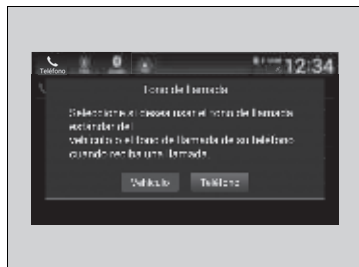 Teléfono
12:34
Tono de llamada
Seleccione si desea usar el tono de llamada
estándar del
vehículo o el tono de llamada de su teléfono
cuando reciba una llamada.
Vehículo Teléfono